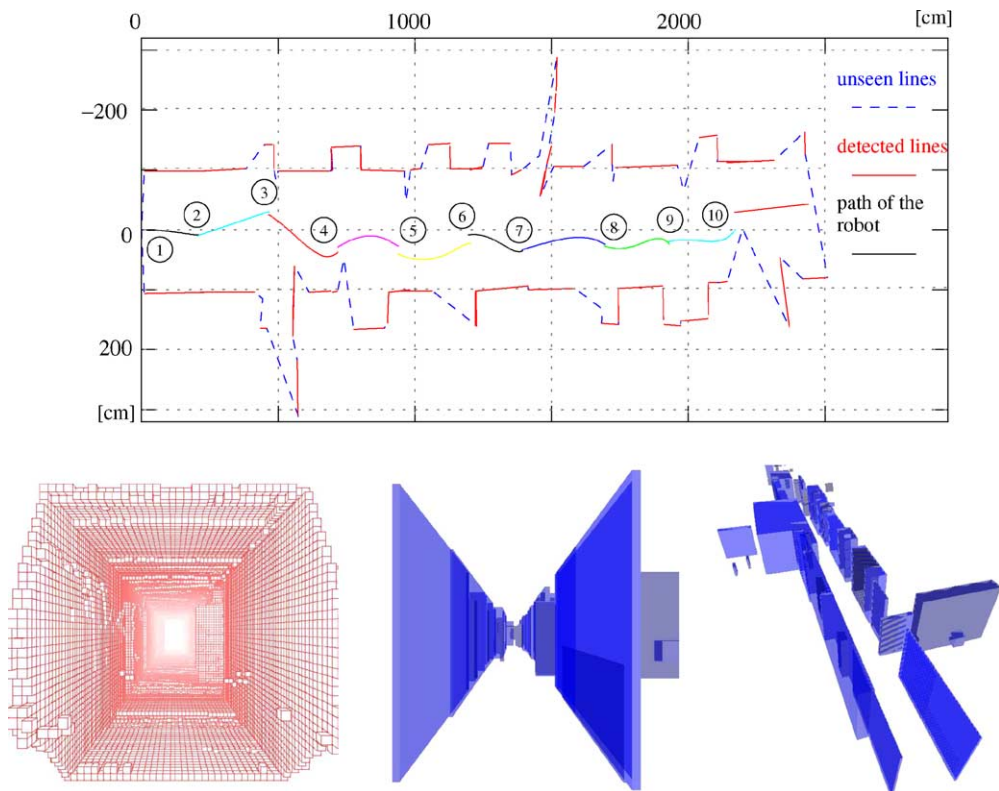 0 1000 2000 [cm]
−200
0
200
[cm]
unseen lines
detected lines
path of the
robot
1
2
3
4
5
6
7
8
9
10